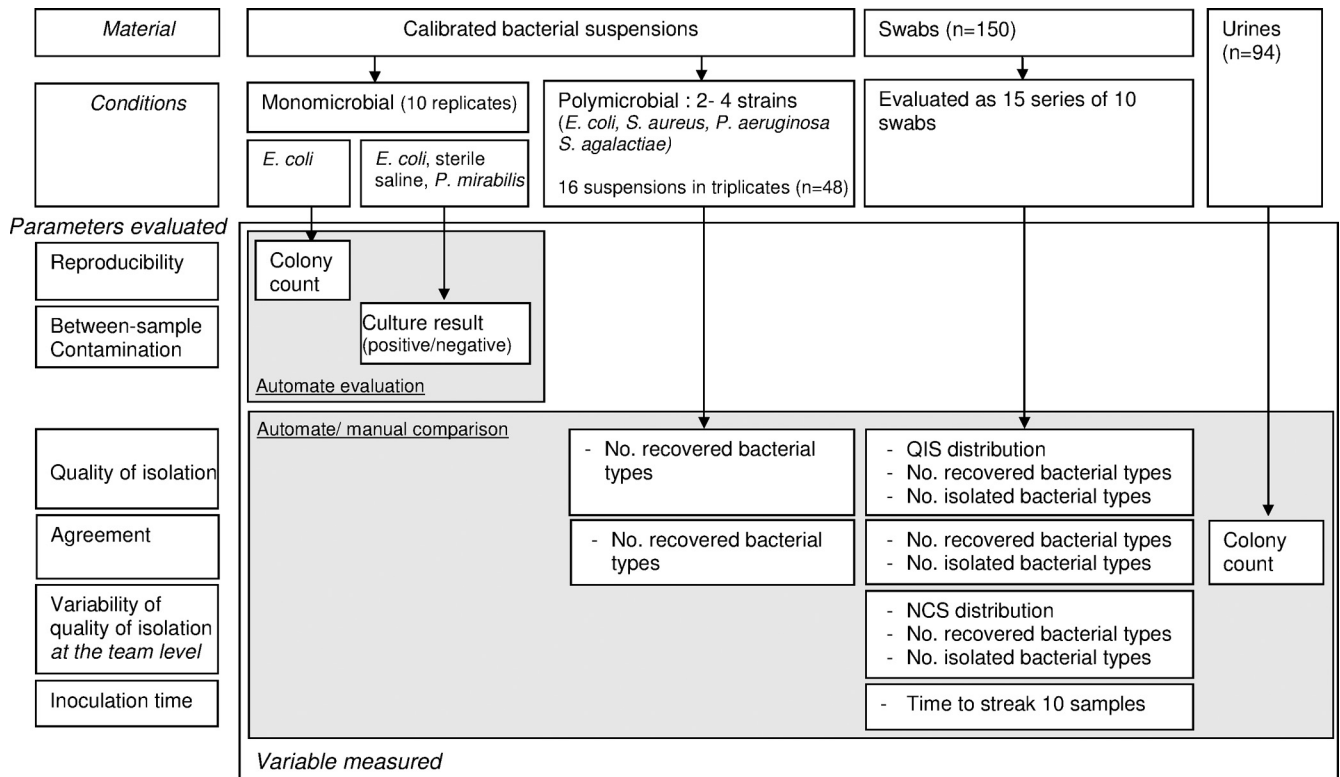 Material
Calibrated bacterial suspensions
Swabs (n=150)
Urines
(n=94)
Conditions
Monomicrobial (10 replicates)
E. coli
E. coli, sterile
saline, P. mirabilis
Polymicrobial : 2- 4 strains
(E. coli, S. aureus, P. aeruginosa
S. agalactiae)
16 suspensions in triplicates (n=48)
Evaluated as 15 series of 10
swabs
Parameters evaluated
Reproducibility
Colony
count
Between-sample
Contamination
Culture result
(positive/negative)
Automate evaluation
Automate/ manual comparison
Quality of isolation
- No. recovered bacterial
types
- QIS distribution
- No. recovered bacterial types
- No. isolated bacterial types
Agreement
- No. recovered bacterial
types
- No. recovered bacterial types
- No. isolated bacterial types
Colony
count
Variability of
quality of isolation
at the team level
NCS distribution
- No. recovered bacterial types
- No. isolated bacterial types
Inoculation time
- Time to streak 10 samples
Variable measured